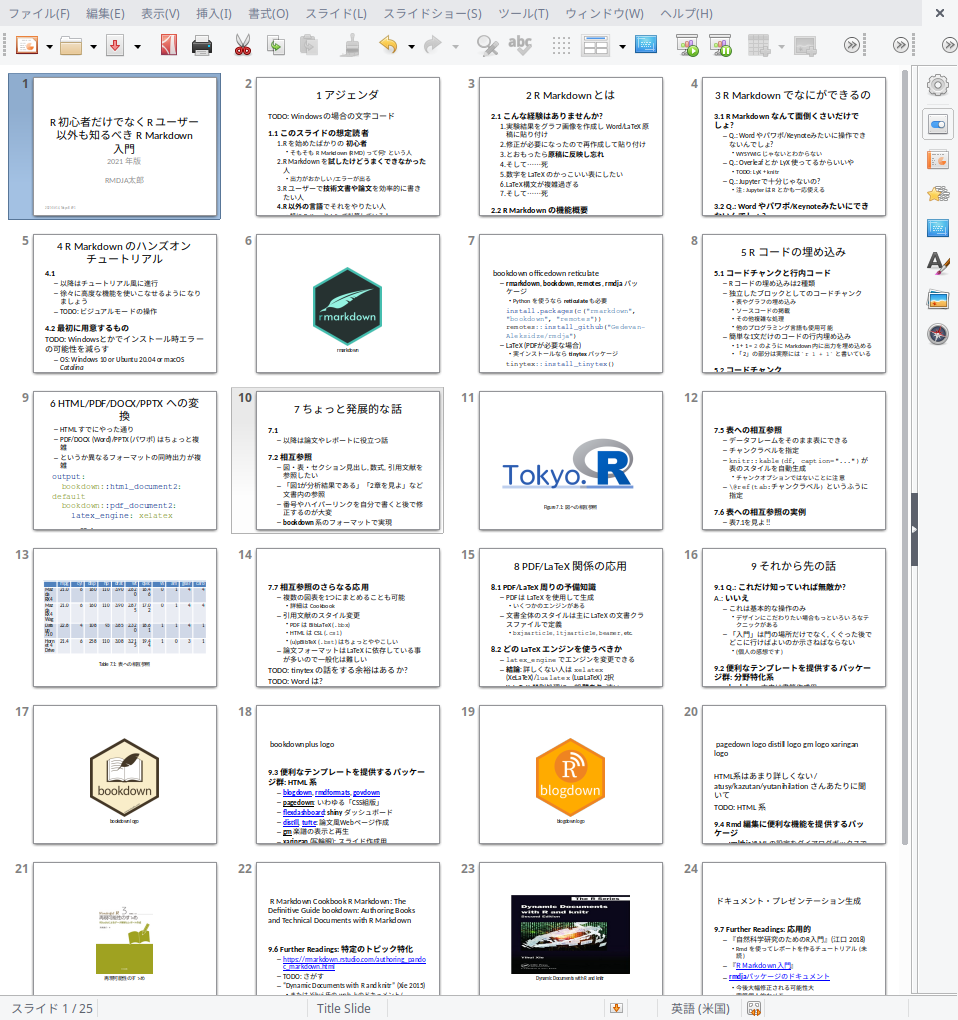 ファイル(F) 編集(E) 表示(V) 挿入(I) 書式(O) スライド(L) スライドショー(S) ツール(T) ウィンドウ(W) ヘルプ(H)
1
R 初心者だけでなくR ユーザー
以外も知るべき R Markdown
入門
2021 年版
RMDJA太郎
2
1 アジェンダ
TODO: Windows の場合の文字コード
1.1 このスライドの想定読者
1.R を始めたばかりの 初心者
• そもそも R Markdown (RMD) って何? という人
2.R Markdown を試したけどうまくできなかった
人
• 出力がおかしい/エラーが出る
3.R ユーザーで技術文書や論文を効率的に書き
たい人
4.R 以外の言語でそれをやりたい人
3
2 R Markdown とは
2.1 こんな経験はありませんか?
1.実験結果をグラフ画像を作成し Word/LaTeX 原
稿に貼り付け
2.修正が必要になったので再作成して貼り付け
3.とおもったら原稿に反映し忘れ
4.そして……死
5.数字を LaTeX のかっこいい表にしたい
6.LaTeX構文が複雑過ぎる
7.そして……死
2.2 R Markdown の機能概要
4
3 R Markdown でなにができるの
3.1 R Markdown なんて面倒くさいだけで
しょ?
– Q.: Word やパワポ/Keynoteみたいに操作でき
ないんでしょ?
• WYSIWYG じゃないとわからない
– Q.: Overleaf とか LyX 使ってるからいいや
• TODO: LyX + knitr
– Q.: Jupyter で十分じゃないの?
• 注: Jupyter は R とかも一応使える
3.2 Q.: Word やパワポ/Keynoteみたいにでき
ないんでしょ?
5
4 R Markdown のハンズオン
チュートリアル
4.1
– 以降はチュートリアル風に進行
– 徐々に高度な機能を使いこなせるようになり
ましょう
– TODO: ビジュアルモードの操作
4.2 最初に用意するもの
TODO: Windowsとかでインストール時エラー
の可能性を減らす
– OS: Windows 10 or Ubuntu 20.04 or macOS
Catalina
6
rmarkdown
rmarkdown
7
bookdown officedown reticulate
– rmarkdown, bookdown, remotes, rmdja パッ
ケージ
• Python を使うなら reticulate も必要
install.packages(c("rmarkdown",
"bookdown", "remotes"))
remotes::install_github("Gedevan-
Aleksidze/rmdja")
– LaTeX (PDFが必要な場合)
• 実インストールなら tinytex パッケージ
tinytex::install_tinytex()
8
5 R コードの埋め込み
5.1 コードチャンクと行内コード
– R コードの埋め込みは2種類
– 独立したブロックとしてのコードチャンク
• 表やグラフの埋め込み
• ソースコードの掲載
• その他複雑な処理
• 他のプログラミング言語も使用可能
– 簡単な1文だけのコードの行内埋め込み
• 1 + 1 = 2 のように Markdown 内に出力を埋め込める
• 「2」の部分は実際には `r 1 + 1` と書いている
5.2 コードチャンク
9
6 HTML/PDF/DOCX/PPTX への変
換
– HTML すでにやった通り
– PDF/DOCX (Word)/PPTX (パワポ) はちょっと複
雑
– というか異なるフォーマットの同時出力が複
雑
output:
bookdown::html_document2:
default
bookdown::pdf_document2:
latex_engine: xelatex
10
7 ちょっと発展的な話
7.1
– 以降は論文やレポートに役立つ話
7.2 相互参照
– 図・表・セクション見出し, 数式, 引用文献を
参照したい
– 「図1が分析結果である」「2章を見よ」など
文書内の参照
– 番号やハイパーリンクを自分で書くと後で修
正するのが大変
– bookdown 系のフォーマットで実現
11
Tokyo.R
Figure 7.1: 図への相互参照
12
7.5 表への相互参照
– データフレームをそのまま表にできる
– チャンクラベルを指定
– knitr::kable(df, caption="...") が
表のスタイルを自動生成
• チャンクオプションではないことに注意
– \@ref(tab:チャンクラベル) というふうに
指定
7.6 表への相互参照の実例
– 表7.1を見よ!!
13
Table 7.1: 表への相互参照
14
7.7 相互参照のさらなる応用
– 複数の図表を1つにまとめることも可能
• 詳細は Cookbook
– 引用文献のスタイル変更
• PDF は BibLaTeX (.bbx)
• HTML は CSL (.csl)
• (u)pBibTeX (.bst) はちょっとややこしい
– 論文フォーマットはLaTeX に依存している事
が多いので一般化は難しい
TODO: tinytex の話をする余裕はあるか?
TODO: Word は?
15
8 PDF/LaTeX 関係の応用
8.1 PDF/LaTeX 周りの予備知識
– PDF は LaTeX を使用して生成
• いくつかのエンジンがある
– 文書全体のスタイルは主に LaTeX の文書クラ
スファイルで定義
• bxjsarticle, ltjsarticle, beamer, etc.
8.2 どの LaTeX エンジンを使うべきか
– latex_engine でエンジンを変更できる
– 結論: 詳しくない人は xelatex
(XeLaTeX)/lualatex (LuaLaTeX) 2択
16
9 それから先の話
9.1 Q.: これだけ知っていれば無敵か?
A.: いいえ
– これは基本的な操作のみ
• デザインにこだわりたい場合もっといろいろなテ
クニックがある
– 「入門」は門の場所だけでなく, くぐった後で
どこに行けばよいのか示さねばならない
• (個人の感想です)
9.2 便利なテンプレートを提供するパッケー
ジ群: 分野特化系
17
bookdown
bookdown logo
18
bookdownplus logo
9.3 便利なテンプレートを提供するパッケー
ジ群: HTML 系
– blogdown, rmdformats, govdown
– pagedown: いわゆる「CSS組版」
– flexdashboard: shiny ダッシュボード
– distill, tufte: 論文風Webページ作成
– gm 楽譜の表示と再生
– xaringan (写輪眼): スライド作成用
19
blogdown
blogdown logo
20
pagedown logo distill logo gm logo xaringan
logo
HTML系はあまり詳しくない /
atusy/kazutan/yutanihilation さんあたりに聞
いて
TODO: HTML 系
9.4 Rmd 編集に便利な機能を提供するパッ
ケージ
21
再現可能性のすゝめ
22
R Markdown Cookbook R Markdown: The
Definitive Guide bookdown: Authoring Books
and Technical Documents with R Markdown
9.6 Further Readings: 特定のトピック特化
– https://rmarkdown.rstudio.com/authoring_pando
c_markdown.html
– TODO: さがす
– "Dynamic Documents with R and knitr" (Xie 2015)
23
The R Series
Dynamic Documents
with R and knitr
Second Edition
Yihui Xie
Dynamic Documents with R and knitr
24
ドキュメント・プレゼンテーション生成
9.7 Further Readings: 応用的
– 『自然科学研究のためのR入門』 (江口 2018)
• Rmd を使ってレポートを作るチュートリアル (未
読)
– 『R Markdown 入門』
– rmdjaパッケージのドキュメント
• 今後大幅修正される可能性大
スライド 1 / 25 Title Slide 英語 (米国)